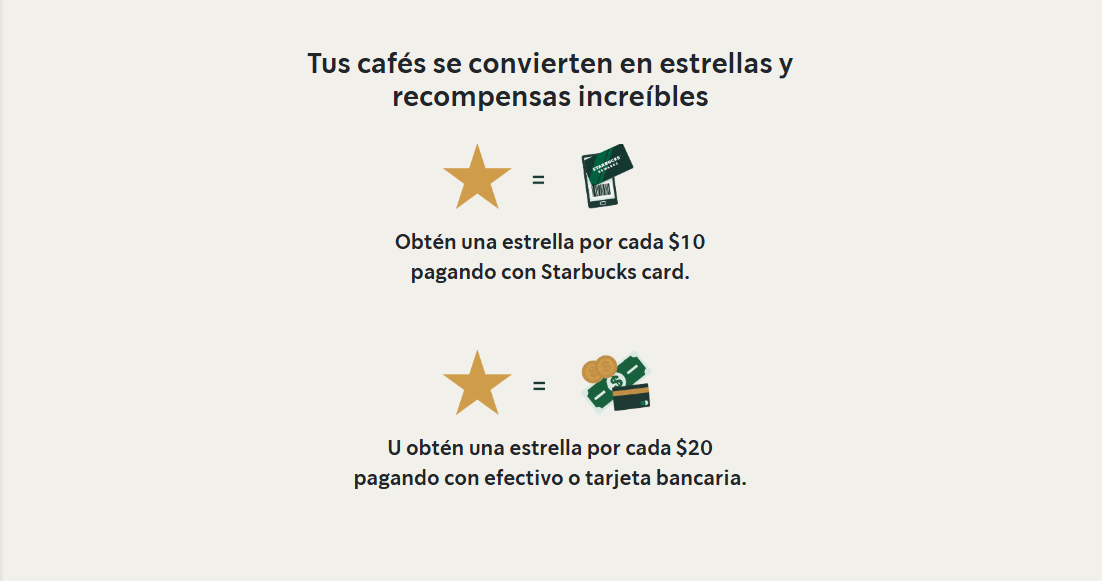 Tus cafés se convierten en estrellas y
recompensas increíbles
=
STARBUCKS
REWARDS
Obtén una estrella por cada $10
pagando con Starbucks card.
=
$
U obtén una estrella por cada $20
pagando con efectivo o tarjeta bancaria.